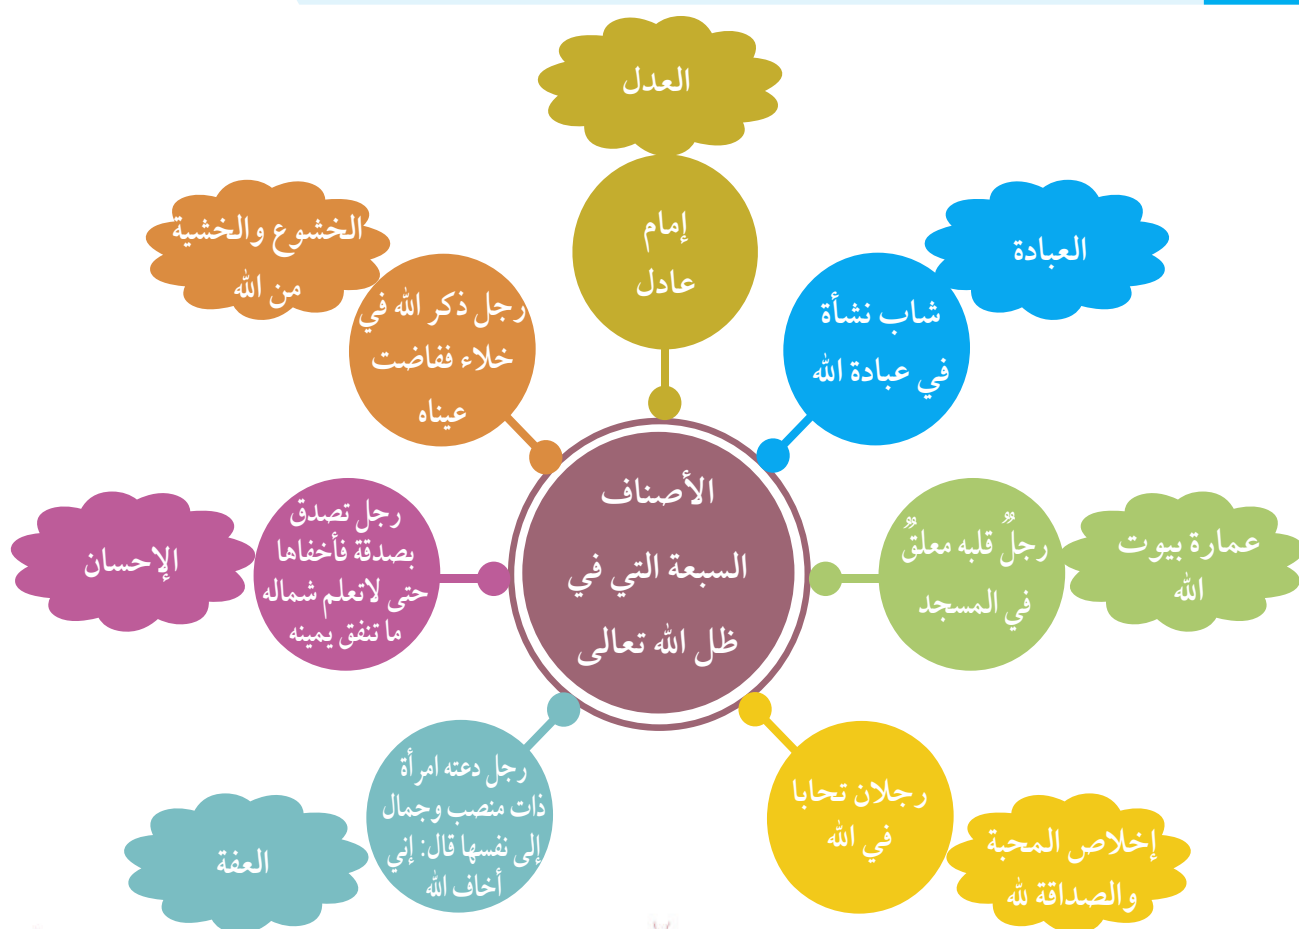 العدل
إمام
عادل
العبادة
شاب نشأة
في عبادة الله
عمارة بيوت
الله
رجلٌ قلبه معلقٌ
في المسجد
إخلاص المحبة
والصداقة لله
رجلان تحابا
في الله
العفة
رجل دعته امرأة
ذات منصب وجمال
إلى نفسها قال: إني
أخاف الله
الإحسان
رجل تصدق
بصدقة فأخفاها
حتى لاتعلم شماله
ما تنفق يمينه
الخشوع والخشية
من الله
رجل ذكر الله في
خلاء ففاضت
عيناه
الأصناف
السبعة التي في
ظل الله تعالى